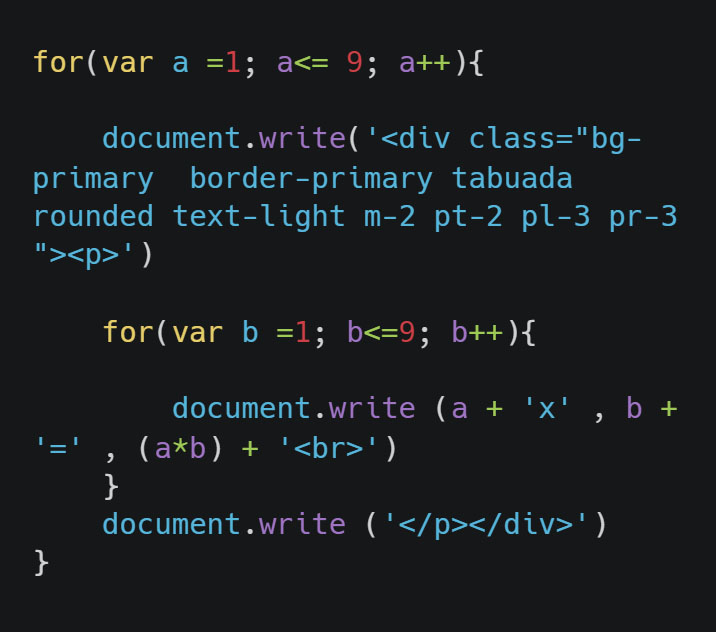 for(var a =1; a<= 9; a++){
    document.write('<div class="bg-
primary  border-primary tabuada
rounded text-light m-2 pt-2 pl-3 pr-3
"><p>')
    for(var b =1; b<=9; b++){
        document.write (a + 'x' , b +
'=' , (a*b) + '<br>')
    }
    document.write ('</p></div>')
}